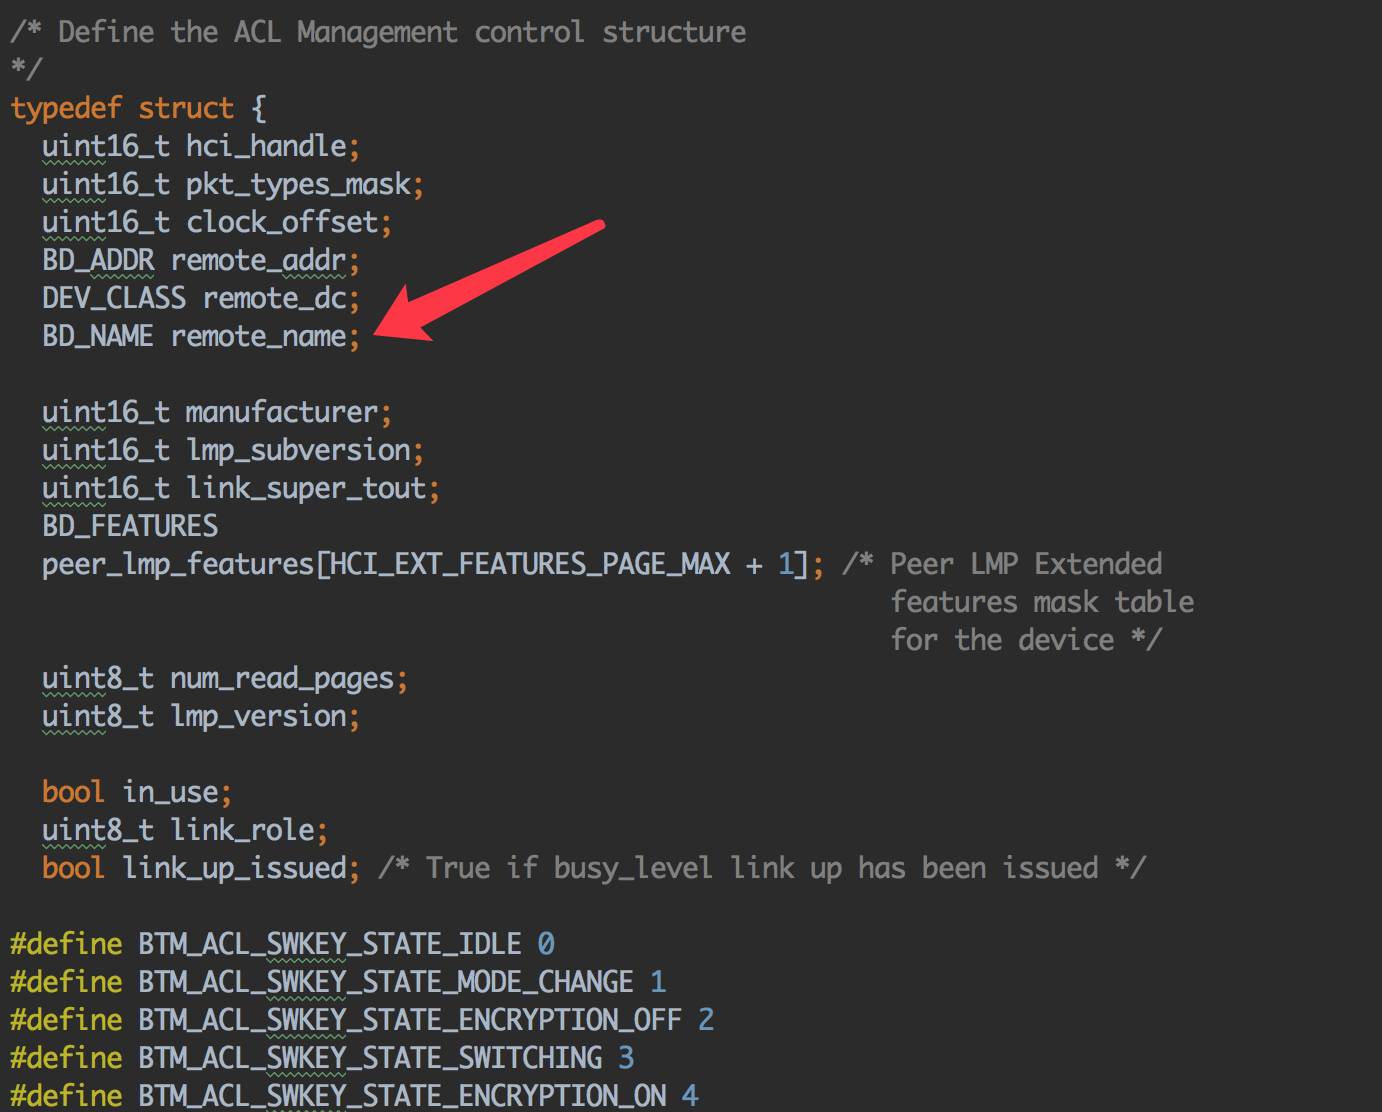 /* Define the ACL Management control structure
*/
typedef struct {
uint16_t hci_handle;
uint16_t pkt_types_mask;
uint16_t clock_offset;
BD_ADDR remote_addr;
DEV_CLASS remote_dc;
BD_NAME remote_name;
uint16_t manufacturer;
uint16_t lmp_subversion;
uint16_t link_super_tout;
BD_FEATURES
peer_lmp_features[HCI_EXT_FEATURES_PAGE_MAX + 1]; /* Peer LMP Extended
features mask table
for the device */
uint8_t num_read_pages;
uint8_t lmp_version;
bool in_use;
uint8_t link_role;
bool link_up_issued; /* True if busy_level link up has been issued */
#define BTM_ACL_SWKEY_STATE_IDLE 0
#define BTM_ACL_SWKEY_STATE_MODE_CHANGE 1
#define BTM_ACL_SWKEY_STATE_ENCRYPTION_OFF 2
#define BTM_ACL_SWKEY_STATE_SWITCHING 3
#define BTM_ACL_SWKEY_STATE_ENCRYPTION_ON 4